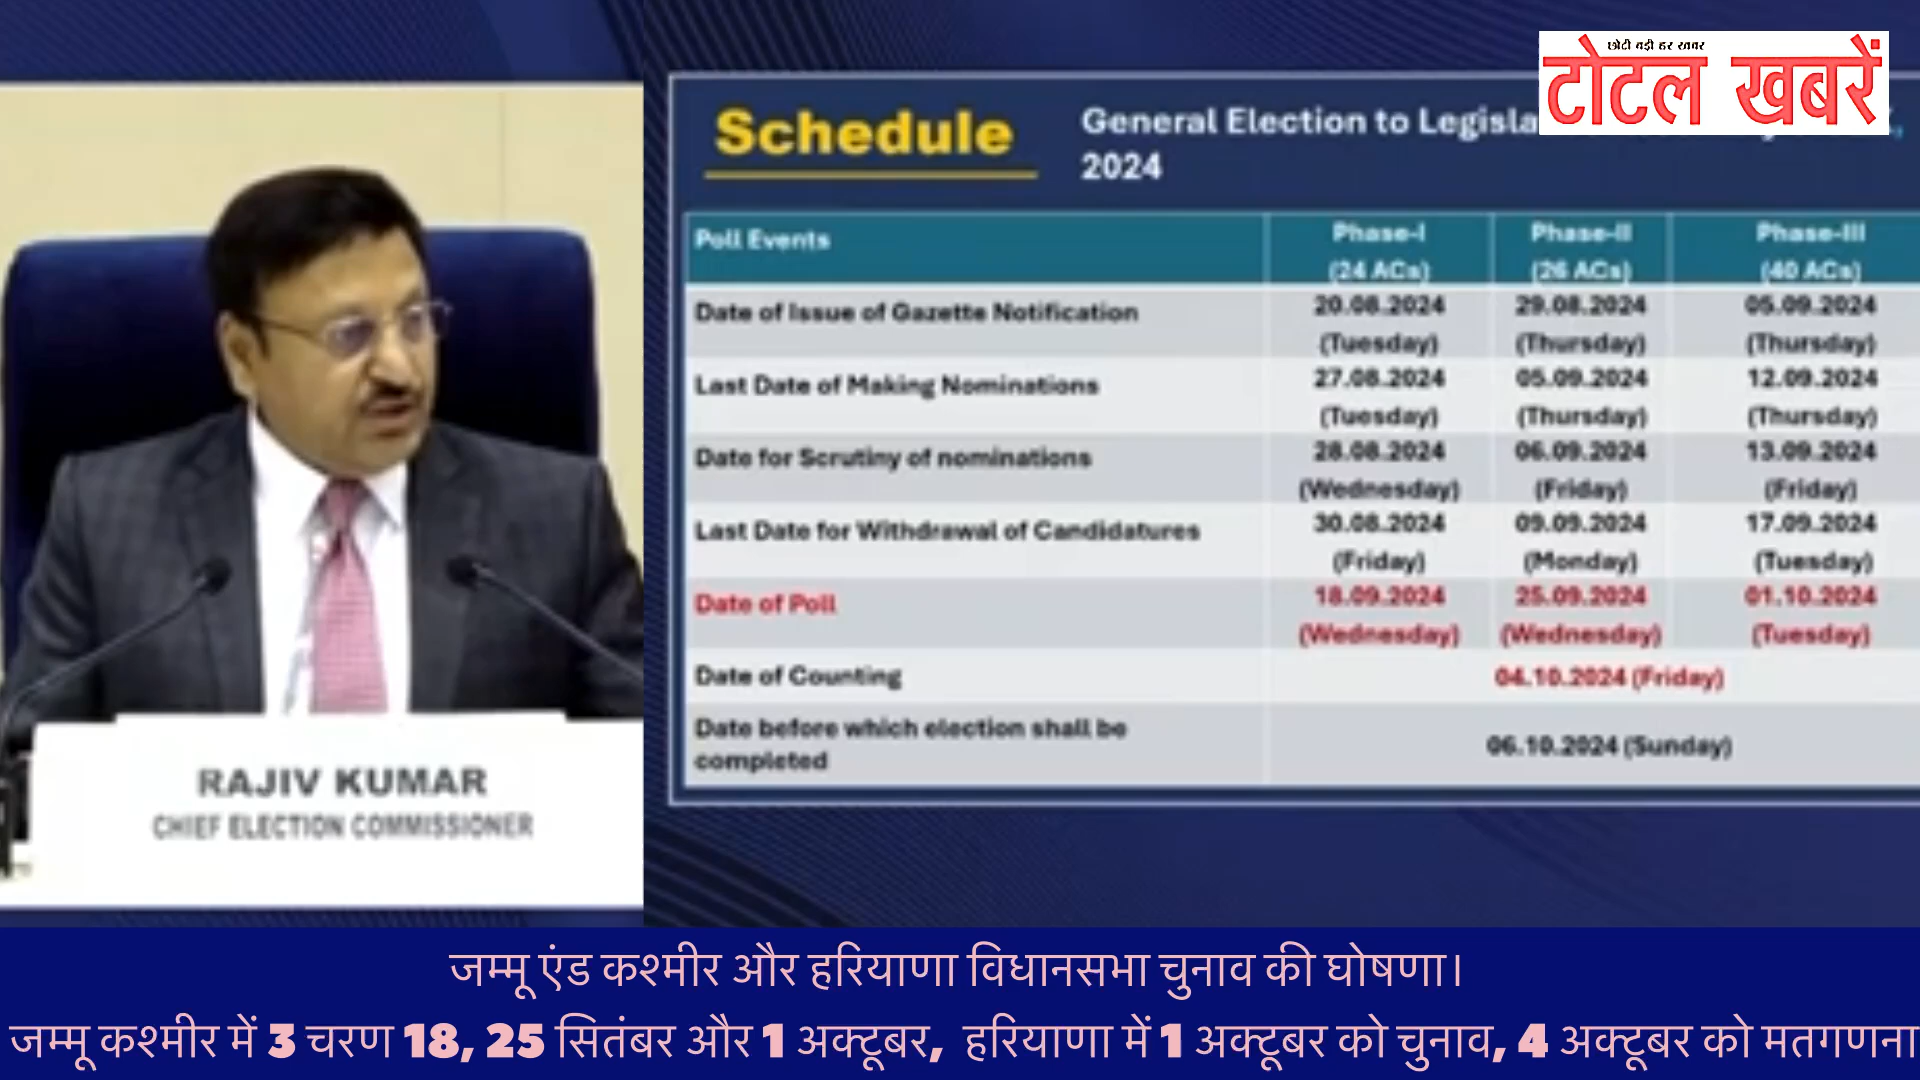 छोटी बड़ी हर खबर
टोटल खबरें
Schedule
General Election to Legisla
2024
Poll Events
Phase-I
(24 ACs)
Phase-II
(26 ACs)
Phase-III
(40 ACs)
Date of Issue of Gazette Notification
20.08.2024
(Tuesday)
29.08.2024
(Thursday)
05.09.2024
(Thursday)
Last Date of Making Nominations
27.08.2024
(Tuesday)
05.09.2024
(Thursday)
12.09.2024
(Thursday)
Date for Scrutiny of nominations
28.08.2024
(Wednesday)
06.09.2024
(Friday)
13.09.2024
(Friday)
Last Date for Withdrawal of Candidatures
30.08.2024
(Friday)
09.09.2024
(Monday)
17.09.2024
(Tuesday)
Date of Poll
18.09.2024
(Wednesday)
25.09.2024
(Wednesday)
01.10.2024
(Tuesday)
Date of Counting
04.10.2024 (Friday)
Date before which election shall be
completed
06.10.2024 (Sunday)
RAJIV KUMAR
CHIEF ELECTION COMMISSIONER
जम्मू एंड कश्मीर और हरियाणा विधानसभा चुनाव की घोषणा।
जम्मू कश्मीर में 3 चरण 18, 25 सितंबर और 1 अक्टूबर, हरियाणा में 1 अक्टूबर को चुनाव, 4 अक्टूबर को मतगणना